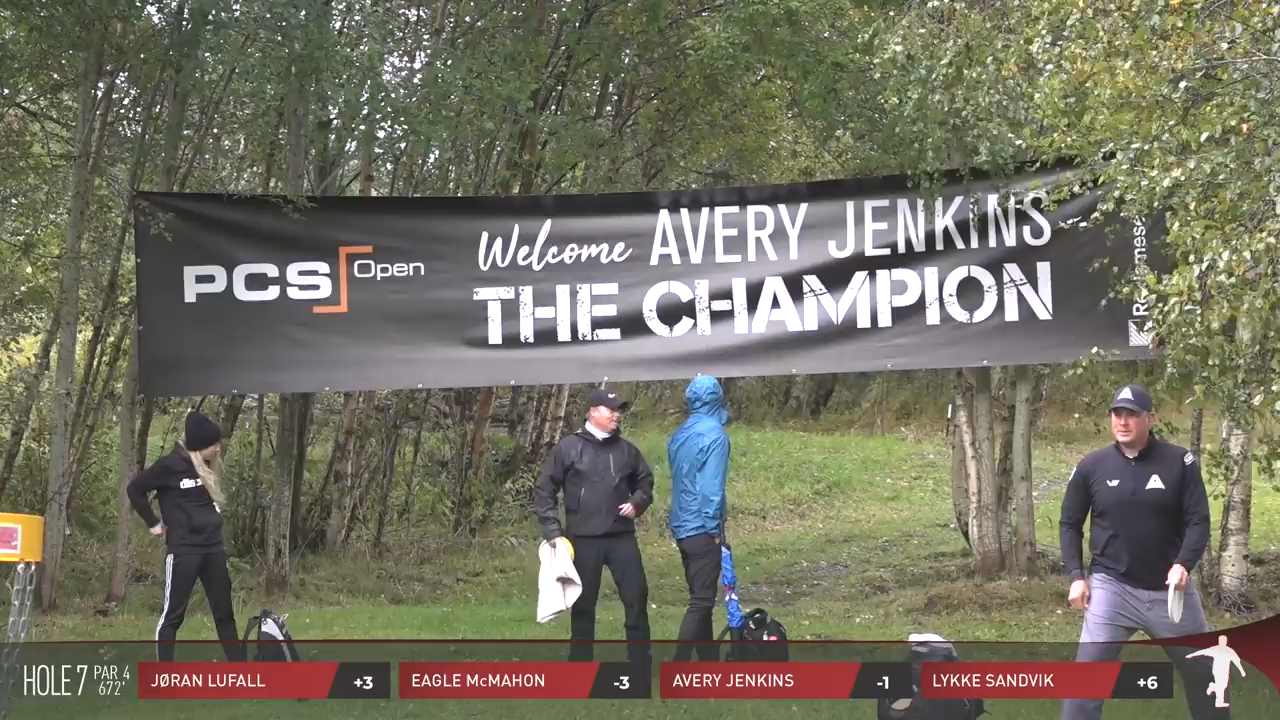 PCS Open
Welcome AVERY JENKINS
THE CHAMPION
HOLE 7 PAR 4 672'
JØRAN LUFALL +3
EAGLE McMAHON -3
AVERY JENKINS -1
LYKKE SANDVIK +6